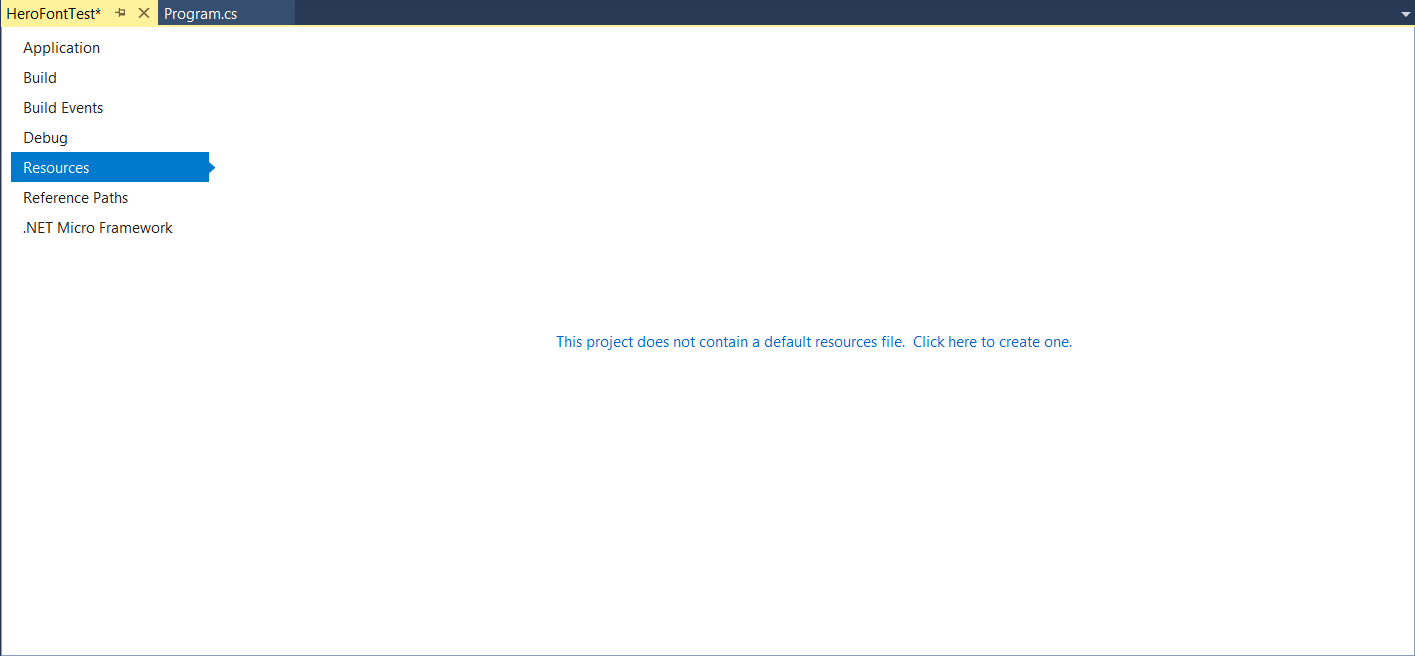 HeroFontTest* Program.cs
Application
Build
Build Events
Debug
Resources
Reference Paths
.NET Micro Framework
This project does not contain a default resources file.  Click here to create one.